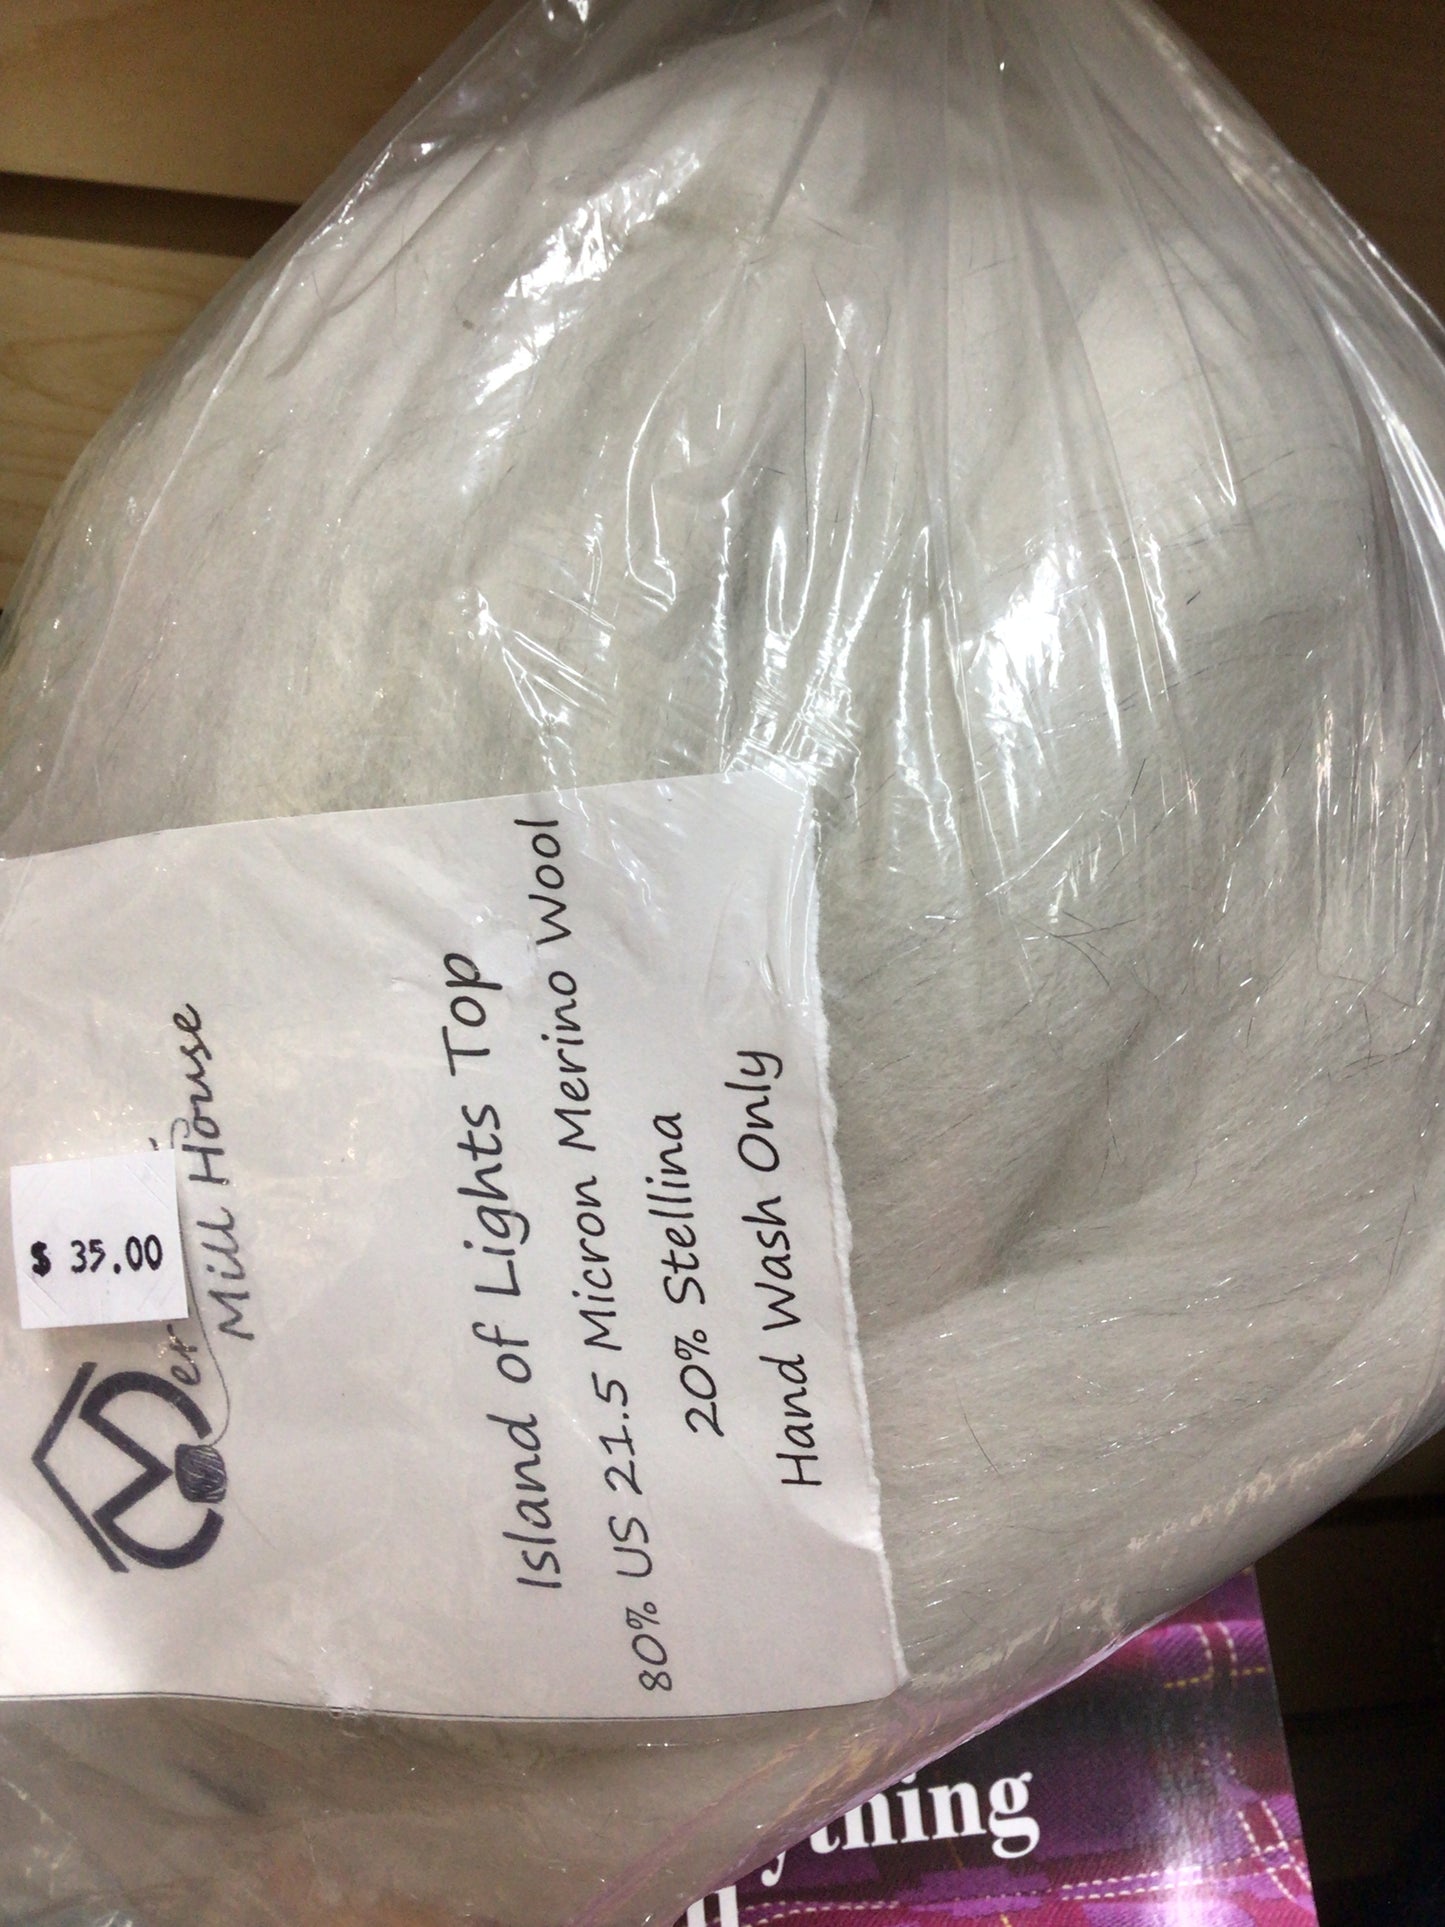 $ 35.00
Mill House
Island of Lights Top
80% US 21.5 Micron Merino Wool
20% Stellina
Hand Wash Only